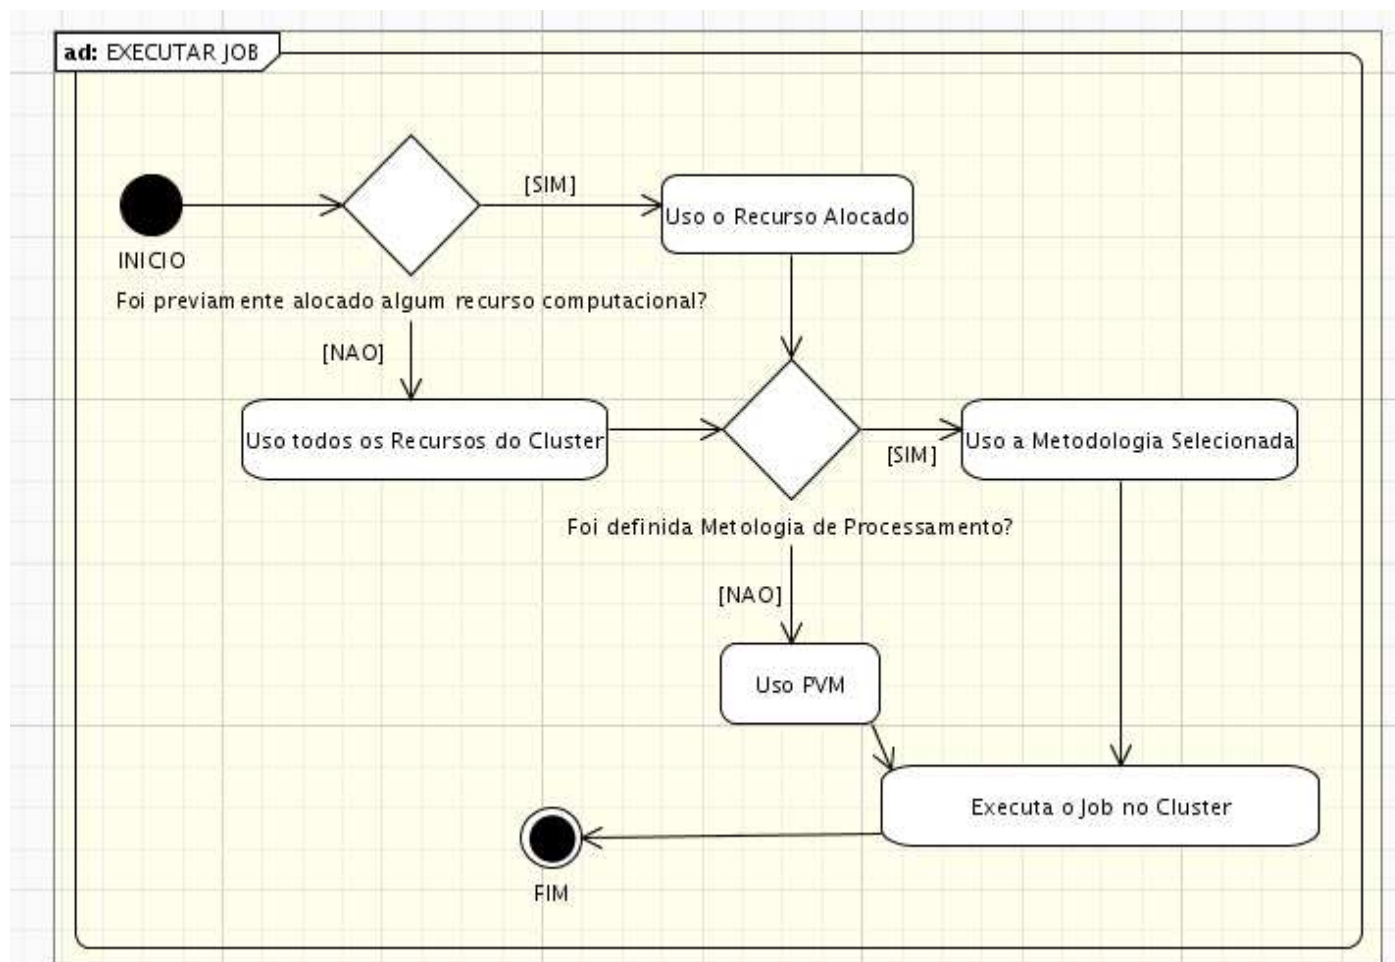 ad: EXECUTAR JOB
[SIM]
Uso o Recurso Alocado
INICIO
Foi previamente alocado algum recurso computacional?
[NAO]
Uso todos os Recursos do Cluster
[SIM]
Uso a Metodologia Selecionada
Foi definida Metologia de Processamento?
[NAO]
Uso PVM
Executa o Job no Cluster
FIM